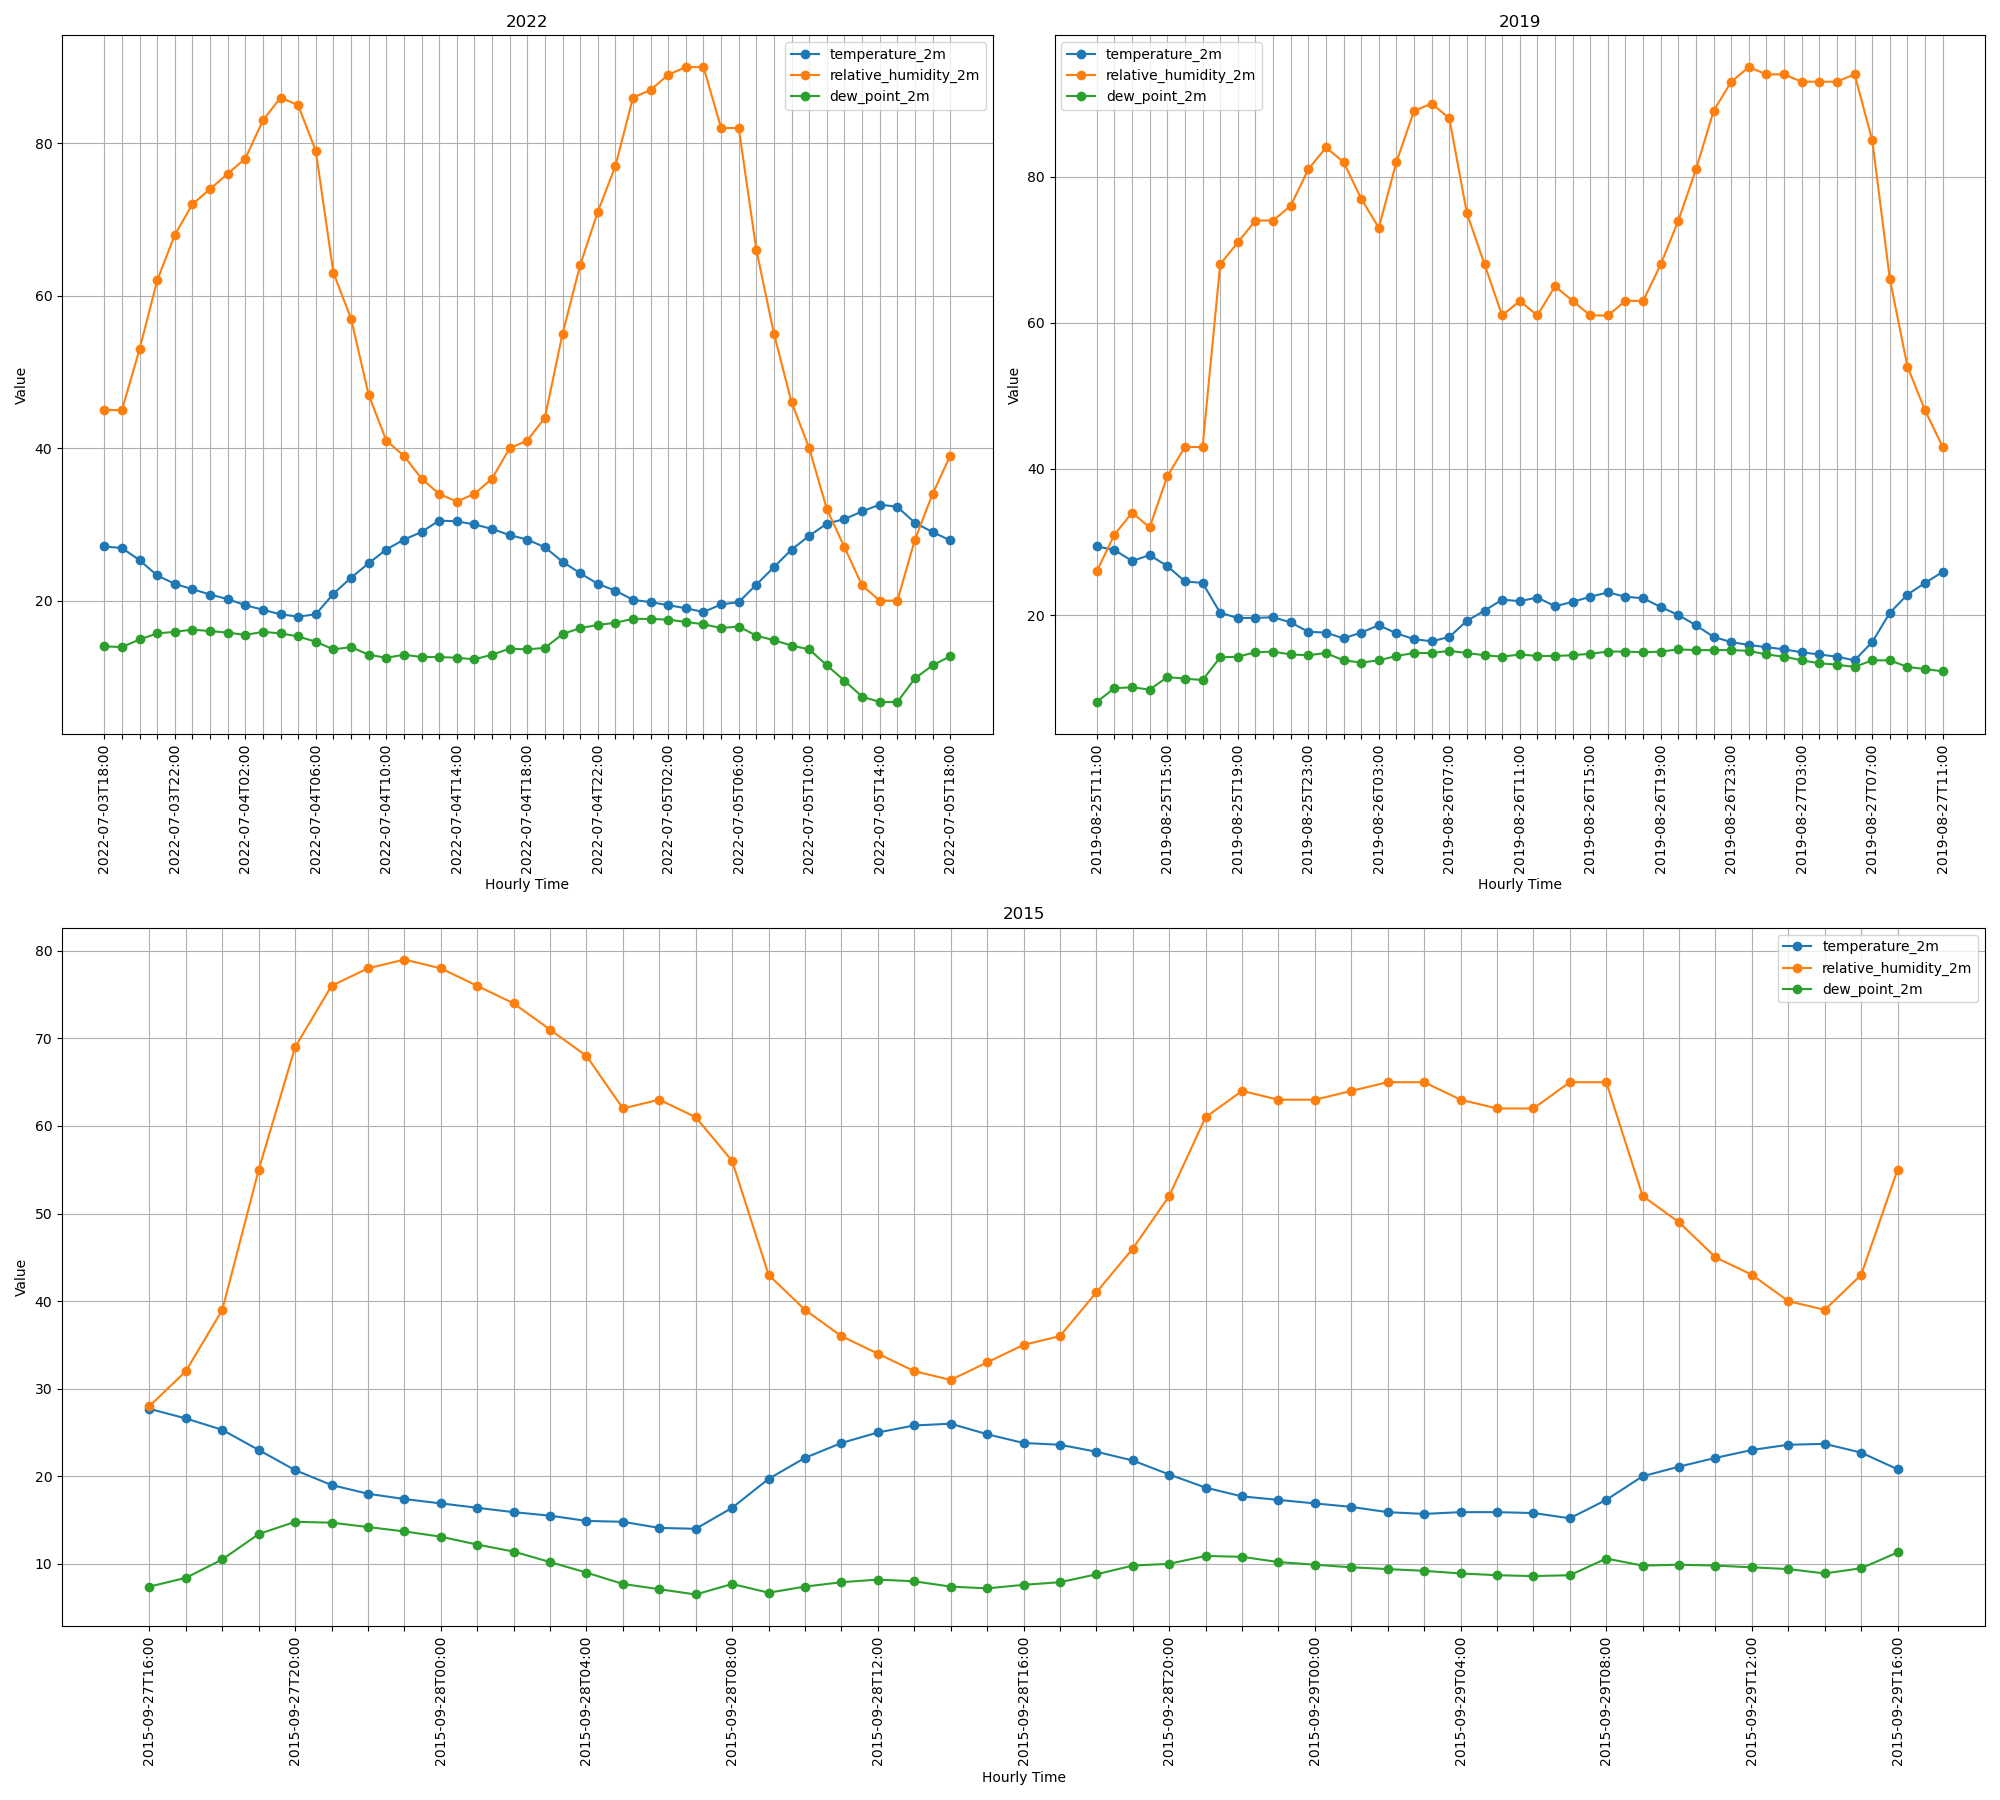 2022
temperature_2m
relative_humidity_2m
dew_point_2m
Value
80
60
40
20
2022-07-03T18:00
2022-07-03T22:00
2022-07-04T02:00
2022-07-04T06:00
2022-07-04T10:00
2022-07-04T14:00
2022-07-04T18:00
2022-07-04T22:00
2022-07-05T02:00
2022-07-05T06:00
2022-07-05T10:00
2022-07-05T14:00
2022-07-05T18:00
Hourly Time
2019
temperature_2m
relative_humidity_2m
dew_point_2m
Value
80
60
40
20
2019-08-25T11:00
2019-08-25T15:00
2019-08-25T19:00
2019-08-25T23:00
2019-08-26T03:00
2019-08-26T07:00
2019-08-26T11:00
2019-08-26T15:00
2019-08-26T19:00
2019-08-26T23:00
2019-08-27T03:00
2019-08-27T07:00
2019-08-27T11:00
Hourly Time
2015
temperature_2m
relative_humidity_2m
dew_point_2m
Value
80
70
60
50
40
30
20
10
2015-09-27T16:00
2015-09-27T20:00
2015-09-28T00:00
2015-09-28T04:00
2015-09-28T08:00
2015-09-28T12:00
2015-09-28T16:00
2015-09-28T20:00
2015-09-29T00:00
2015-09-29T04:00
2015-09-29T08:00
2015-09-29T12:00
2015-09-29T16:00
Hourly Time